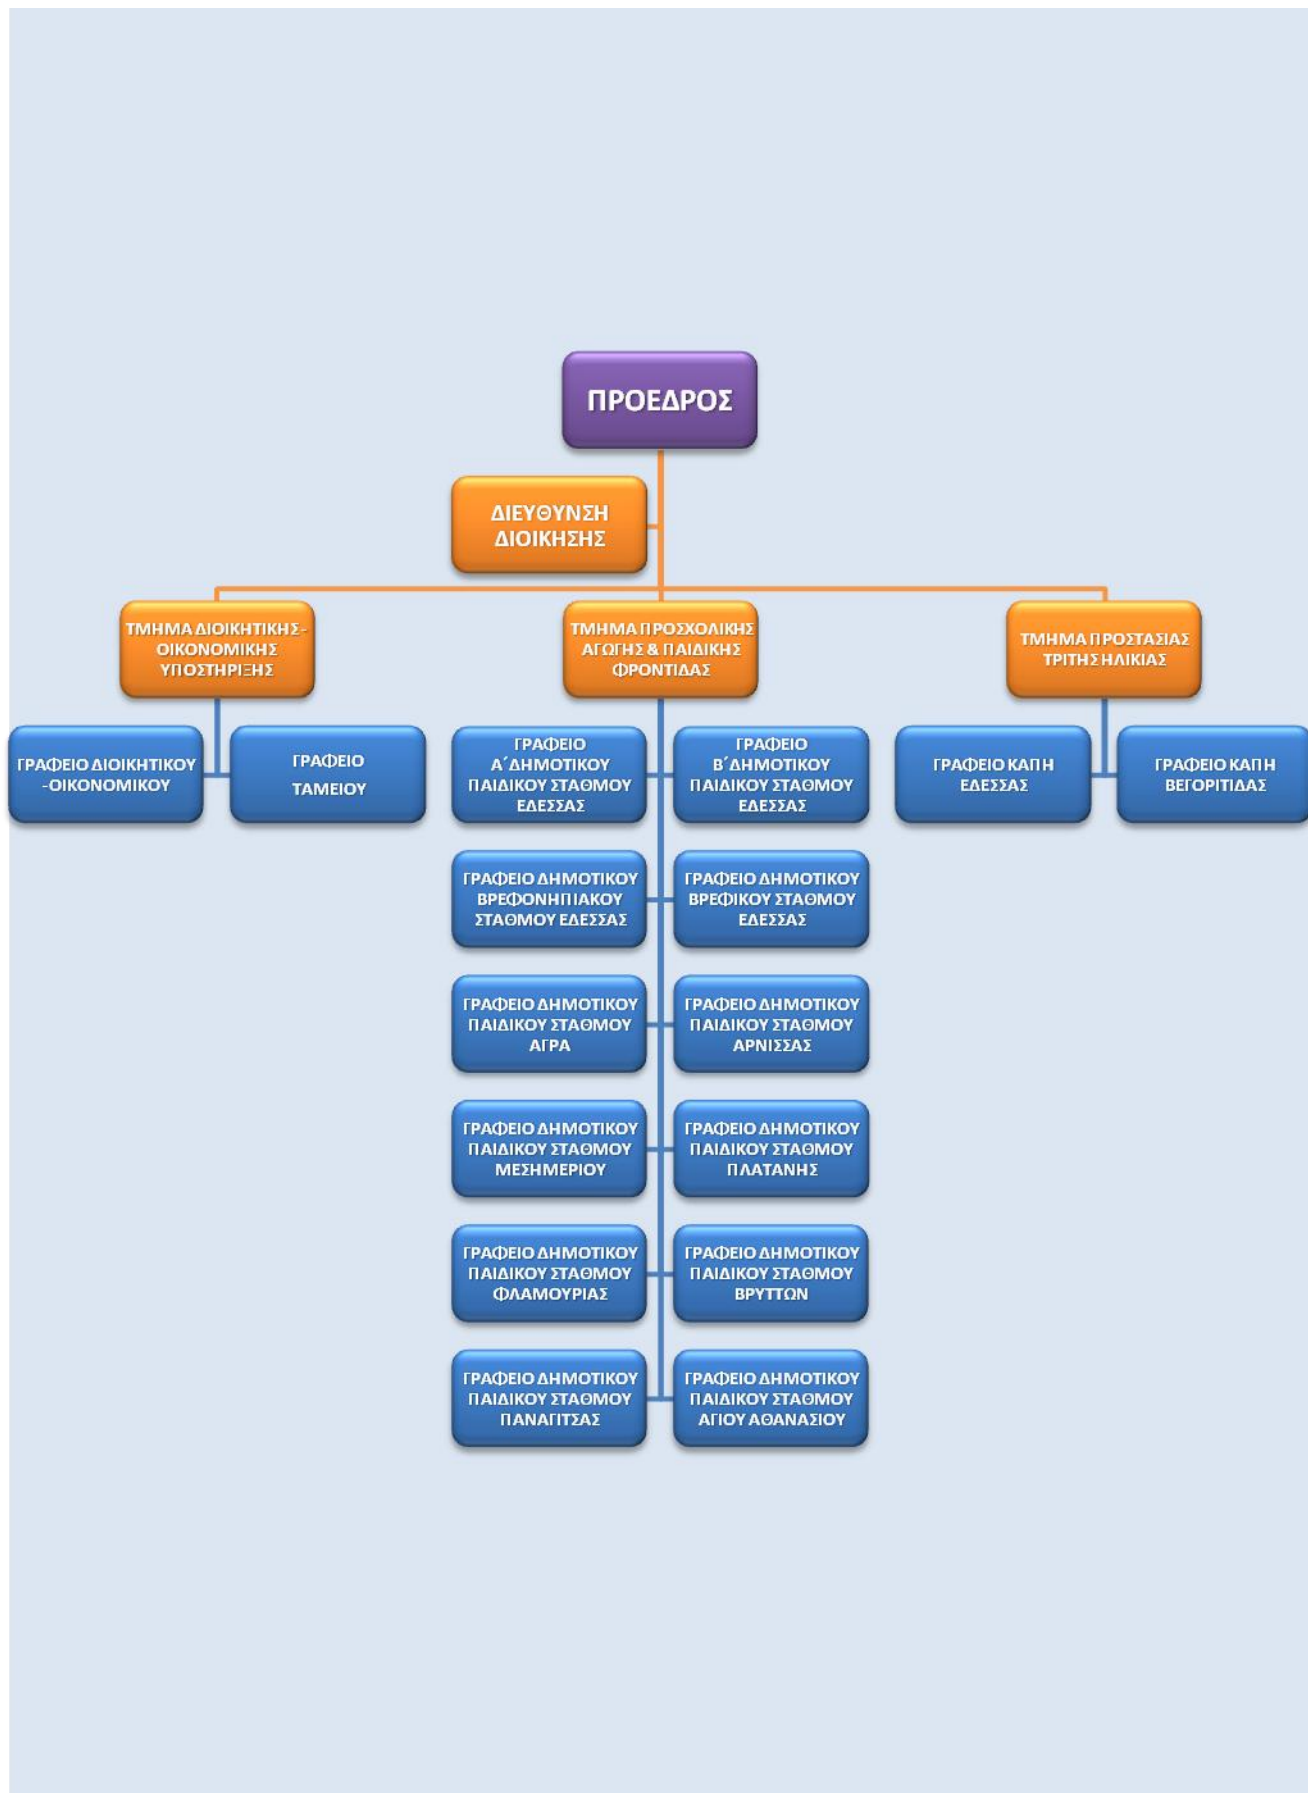 ΠΡΟΕΔΡΟΣ
ΔΙΕΥΘΥΝΣΗ
ΔΙΟΙΚΗΣΗΣ
ΤΜΗΜΑ ΔΙΟΙΚΗΤΙΚΗΣ-
ΟΙΚΟΝΟΜΙΚΗΣ
ΥΠΟΣΤΗΡΙΞΗΣ
ΤΜΗΜΑ ΠΡΟΣΧΟΛΙΚΗΣ
ΑΓΩΓΗΣ & ΠΑΙΔΙΚΗΣ
ΦΡΟΝΤΙΔΑΣ
ΤΜΗΜΑ ΠΡΟΣΤΑΣΙΑΣ
ΤΡΙΤΗΣ ΗΛΙΚΙΑΣ
ΓΡΑΦΕΙΟ ΔΙΟΙΚΗΤΙΚΟΥ
-ΟΙΚΟΝΟΜΙΚΟΥ
ΓΡΑΦΕΙΟ
ΤΑΜΕΙΟΥ
ΓΡΑΦΕΙΟ
Α΄ΔΗΜΟΤΙΚΟΥ
ΠΑΙΔΙΚΟΥ ΣΤΑΘΜΟΥ
ΕΔΕΣΣΑΣ
ΓΡΑΦΕΙΟ
Β΄ΔΗΜΟΤΙΚΟΥ
ΠΑΙΔΙΚΟΥ ΣΤΑΘΜΟΥ
ΕΔΕΣΣΑΣ
ΓΡΑΦΕΙΟ ΚΑΠΗ
ΕΔΕΣΣΑΣ
ΓΡΑΦΕΙΟ ΚΑΠΗ
ΒΕΓΟΡΙΤΙΔΑΣ
ΓΡΑΦΕΙΟ ΔΗΜΟΤΙΚΟΥ
ΒΡΕΦΟΝΗΠΙΑΚΟΥ
ΣΤΑΘΜΟΥ ΕΔΕΣΣΑΣ
ΓΡΑΦΕΙΟ ΔΗΜΟΤΙΚΟΥ
ΒΡΕΦΙΚΟΥ ΣΤΑΘΜΟΥ
ΕΔΕΣΣΑΣ
ΓΡΑΦΕΙΟ ΔΗΜΟΤΙΚΟΥ
ΠΑΙΔΙΚΟΥ ΣΤΑΘΜΟΥ
ΑΓΡΑ
ΓΡΑΦΕΙΟ ΔΗΜΟΤΙΚΟΥ
ΠΑΙΔΙΚΟΥ ΣΤΑΘΜΟΥ
ΑΡΝΙΣΣΑΣ
ΓΡΑΦΕΙΟ ΔΗΜΟΤΙΚΟΥ
ΠΑΙΔΙΚΟΥ ΣΤΑΘΜΟΥ
ΜΕΣΗΜΕΡΙΟΥ
ΓΡΑΦΕΙΟ ΔΗΜΟΤΙΚΟΥ
ΠΑΙΔΙΚΟΥ ΣΤΑΘΜΟΥ
ΠΛΑΤΑΝΗΣ
ΓΡΑΦΕΙΟ ΔΗΜΟΤΙΚΟΥ
ΠΑΙΔΙΚΟΥ ΣΤΑΘΜΟΥ
ΦΛΑΜΟΥΡΙΑΣ
ΓΡΑΦΕΙΟ ΔΗΜΟΤΙΚΟΥ
ΠΑΙΔΙΚΟΥ ΣΤΑΘΜΟΥ
ΒΡΥΤΤΩΝ
ΓΡΑΦΕΙΟ ΔΗΜΟΤΙΚΟΥ
ΠΑΙΔΙΚΟΥ ΣΤΑΘΜΟΥ
ΠΑΝΑΓΙΤΣΑΣ
ΓΡΑΦΕΙΟ ΔΗΜΟΤΙΚΟΥ
ΠΑΙΔΙΚΟΥ ΣΤΑΘΜΟΥ
ΑΓΙΟΥ ΑΘΑΝΑΣΙΟΥ